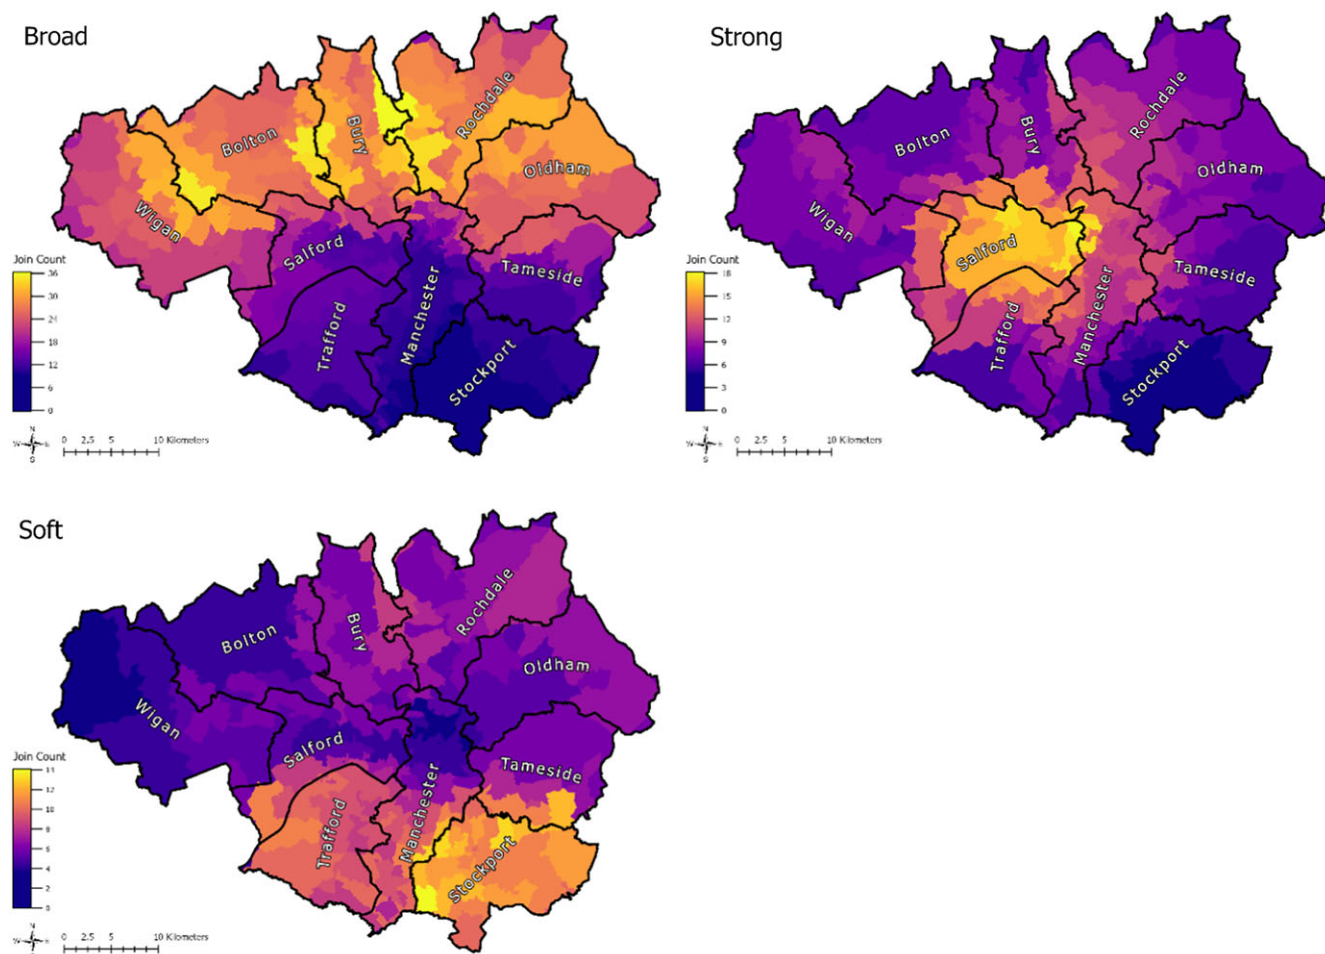 Broad
Bolton
Bury
Rochdale
Oldham
Wigan
Salford
Tameside
Trafford
Manchester
Stockport
Join Count
36
30
24
18
12
6
0
N
W E
S
0 2.5 5 10 Kilometers
Strong
Bolton
Bury
Rochdale
Oldham
Wigan
Salford
Tameside
Trafford
Manchester
Stockport
Join Count
18
15
12
9
6
3
0
N
W E
S
0 2.5 5 10 Kilometers
Soft
Bolton
Bury
Rochdale
Oldham
Wigan
Salford
Tameside
Trafford
Manchester
Stockport
Join Count
12
10
8
6
4
2
0
N
W E
S
0 2.5 5 10 Kilometers